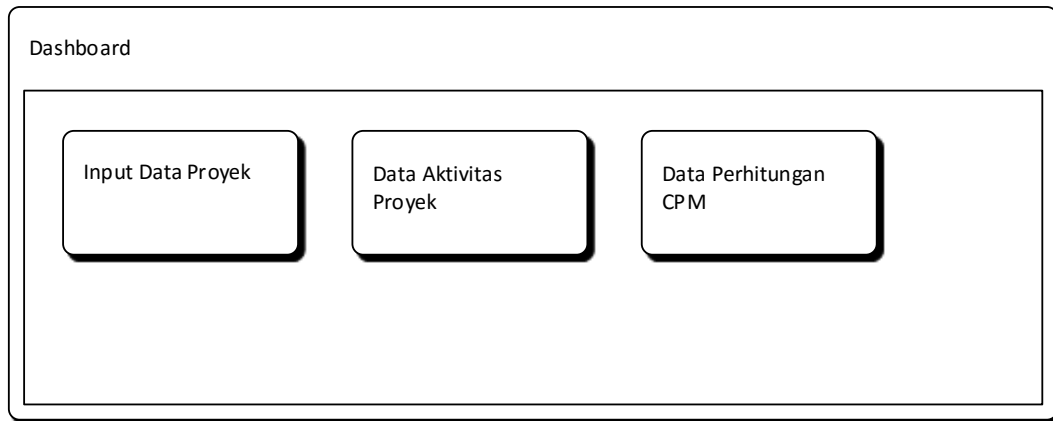 Dashboard
Input Data Proyek
Data Aktivitas
Proyek
Data Perhitungan
CPM